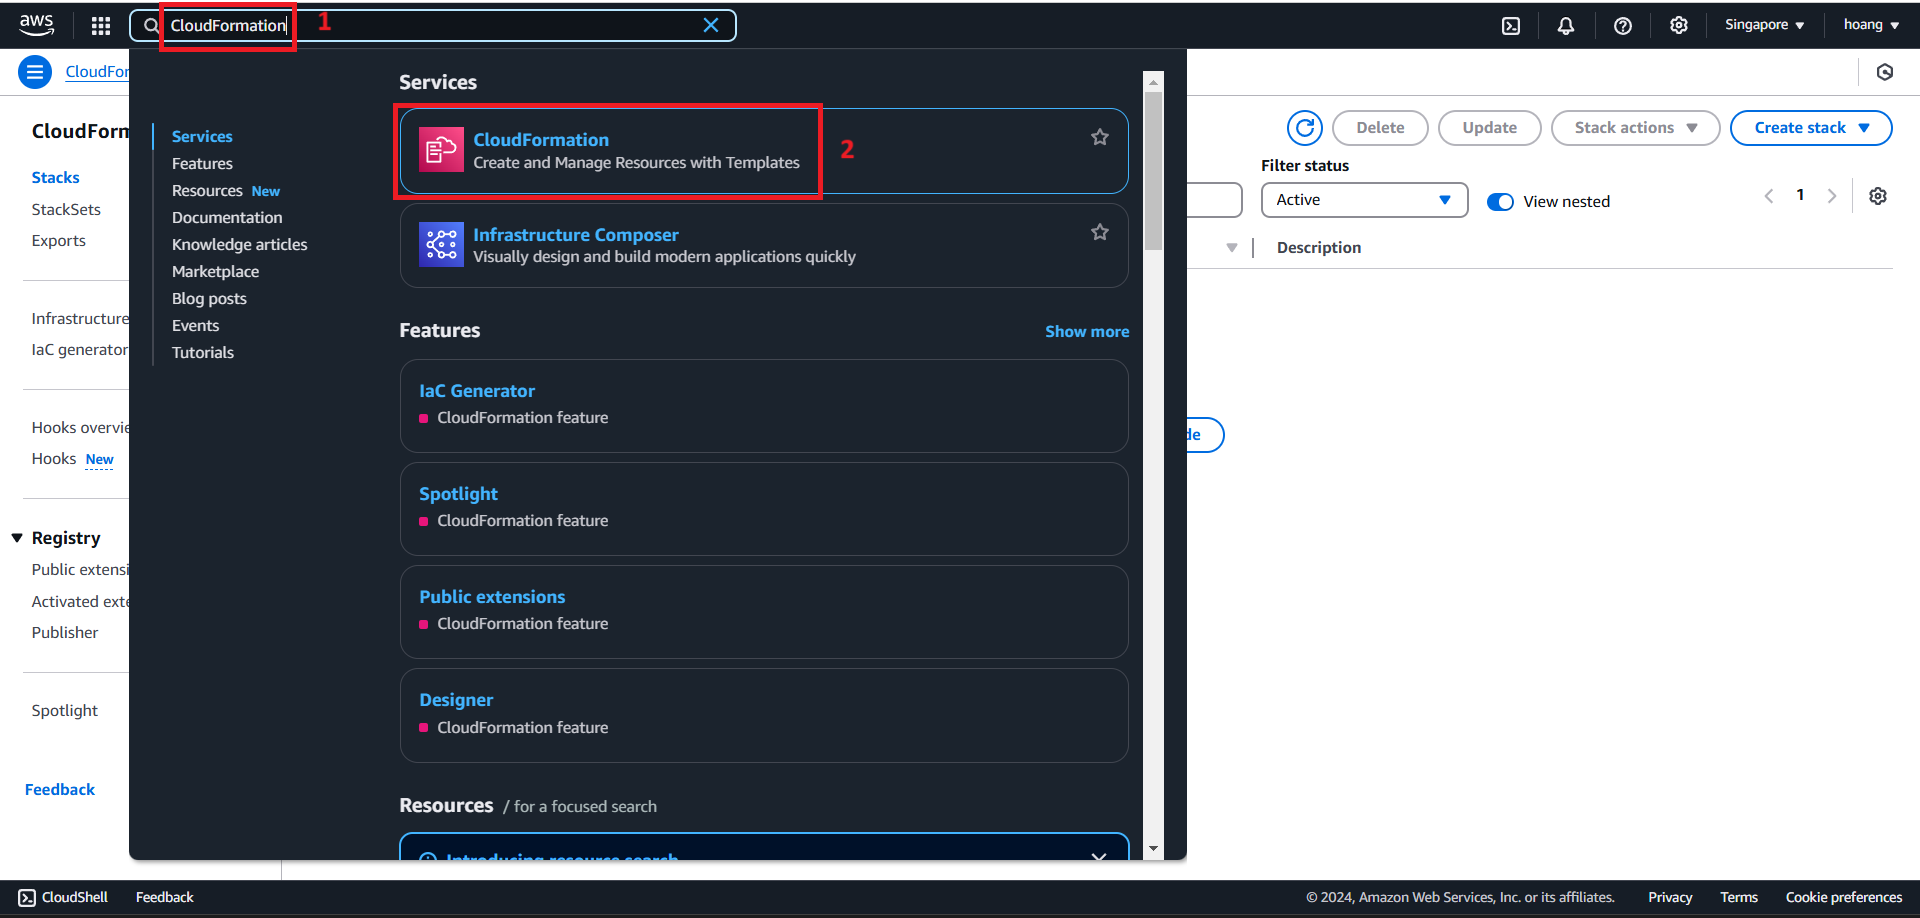 aws
CloudFormation
1
Singapore
hoang
CloudFor
CloudForm
Stacks
StackSets
Exports
Infrastructure
IaC generator
Hooks overvie
Hooks New
Registry
Public extensi
Activated exte
Publisher
Spotlight
Feedback
Services
Features
Resources New
Documentation
Knowledge articles
Marketplace
Blog posts
Events
Tutorials
Services
CloudFormation
Create and Manage Resources with Templates
2
Infrastructure Composer
Visually design and build modern applications quickly
Features
Show more
IaC Generator
CloudFormation feature
Spotlight
CloudFormation feature
Public extensions
CloudFormation feature
Designer
CloudFormation feature
Resources / for a focused search
Introducing resource search
Delete
Update
Stack actions
Create stack
Filter status
Active
View nested
1
Description
de
CloudShell
Feedback
© 2024, Amazon Web Services, Inc. or its affiliates.
Privacy
Terms
Cookie preferences